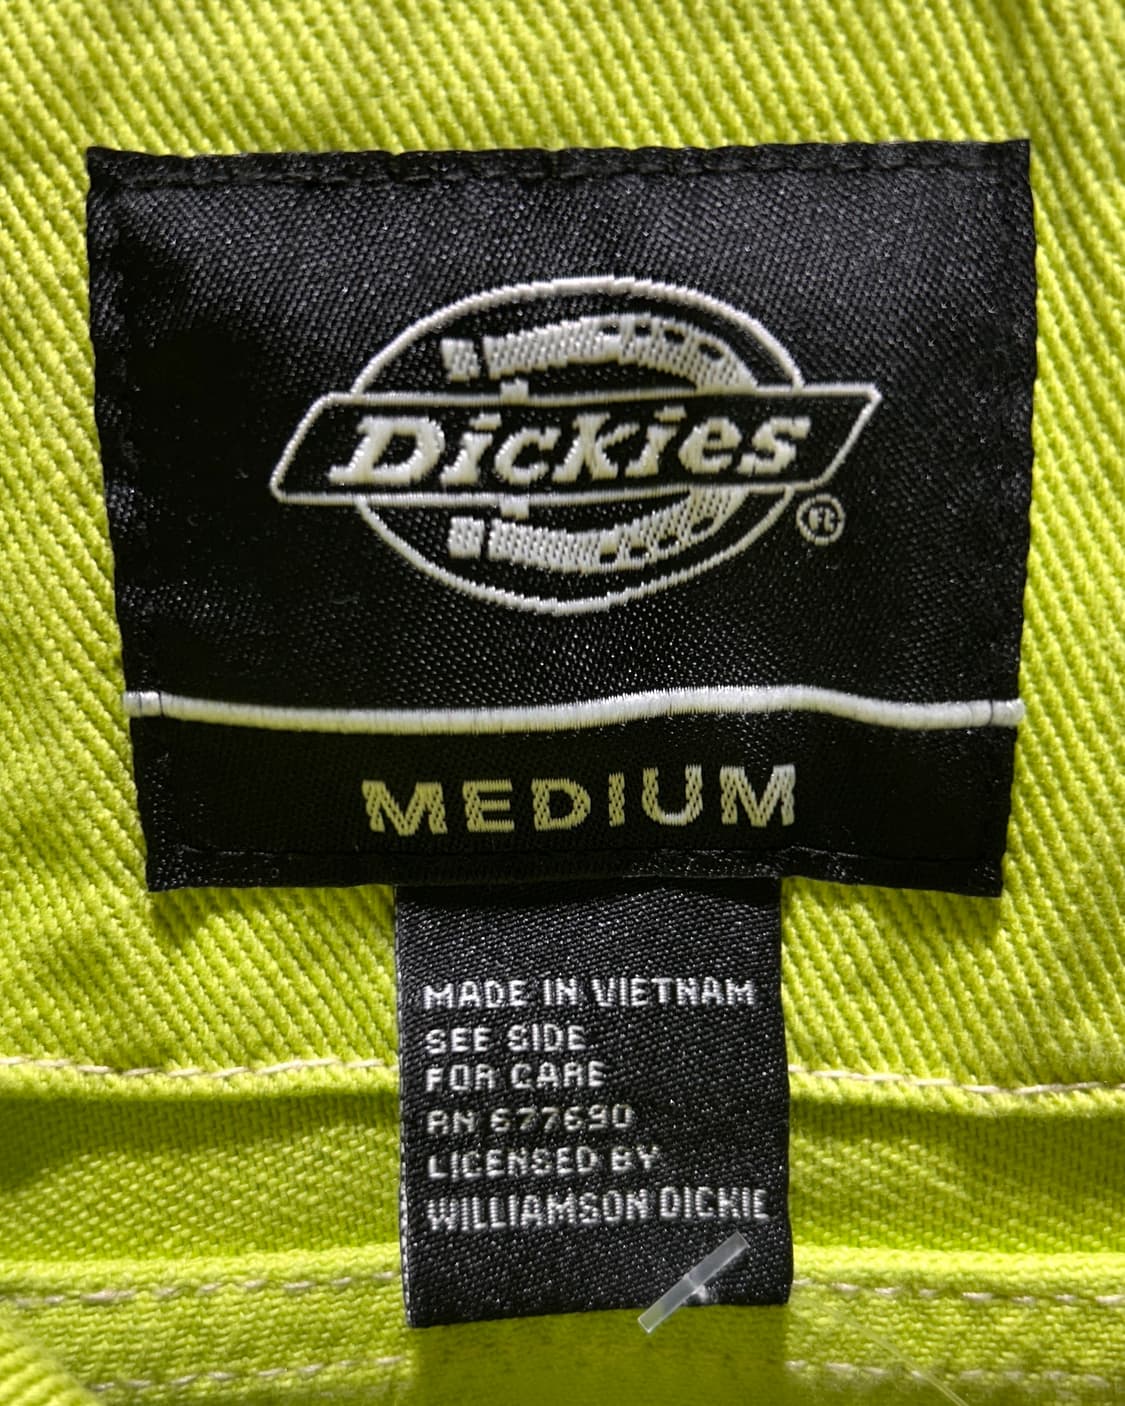 Dickies
®
MEDIUM
MADE IN VIETNAM
SEE SIDE
FOR CARE
RN 677690
LICENSED BY
WILLIAMSON DICKIE